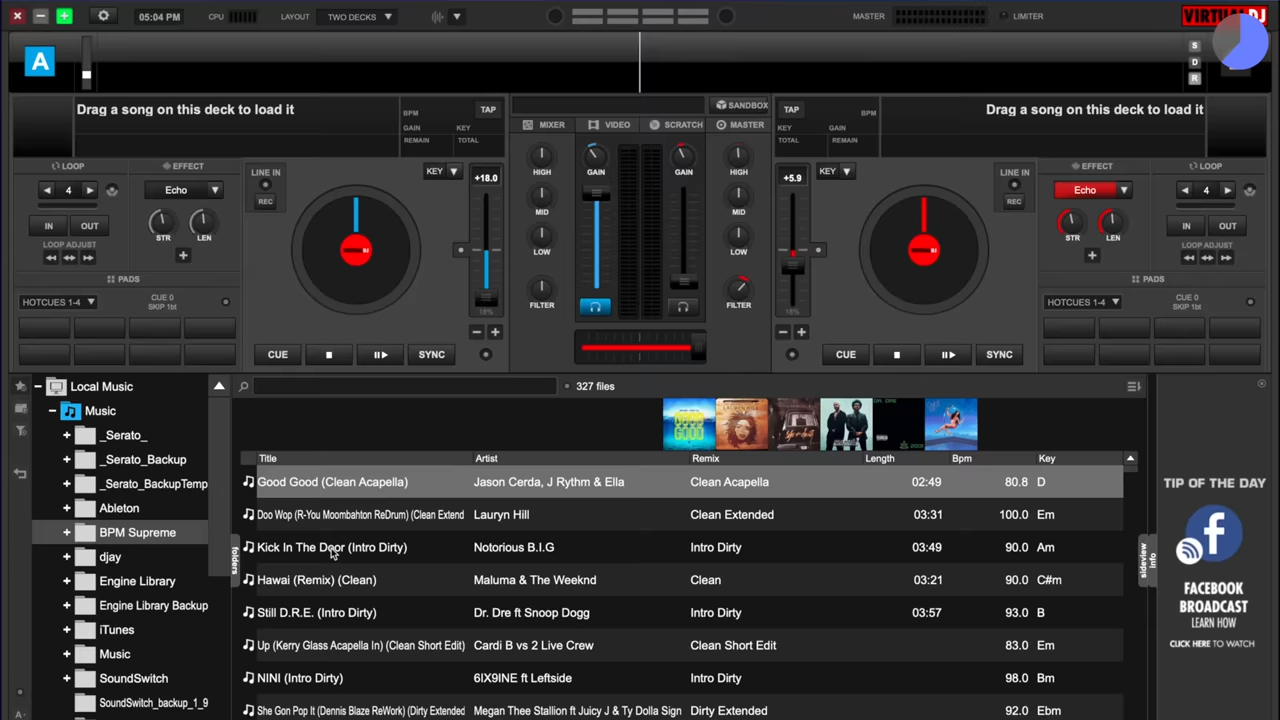 05:04 PM CPU LAYOUT TWO DECKS MASTER LIMITER VIRTUALDJ
A S
D
R
Drag a song on this deck to load it BPM TAP SANDBOX TAP BPM Drag a song on this deck to load it
GAIN KEY MIXER VIDEO SCRATCH MASTER KEY GAIN
REMAIN TOTAL TOTAL REMAIN
LOOP EFFECT LINE IN KEY +18.0 HIGH GAIN GAIN HIGH +5.9 KEY LINE IN EFFECT LOOP
4 Echo REC MID MID REC Echo 4
IN OUT STR LEN LOW LOW STR LEN IN OUT
LOOP ADJUST LOOP ADJUST
PADS FILTER FILTER PADS
HOTCUES 1-4 CUE 0 18% 18% HOTCUES 1-4 CUE 0
SKIP 1bt SKIP 1bt
CUE SYNC CUE SYNC
Local Music 327 files
Music
_Serato_
_Serato_Backup
_Serato_BackupTemp
Ableton
BPM Supreme
djay
Engine Library
Engine Library Backup
iTunes
Music
SoundSwitch
SoundSwitch_backup_1_9
folders
Title Artist Remix Length Bpm Key
Good Good (Clean Acapella) Jason Cerda, J Rythm & Ella Clean Acapella 02:49 80.8 D
Doo Wop (R-You Moombahton ReDrum) (Clean Extend Lauryn Hill Clean Extended 03:31 100.0 Em
Kick In The Door (Intro Dirty) Notorious B.I.G Intro Dirty 03:49 90.0 Am
Hawai (Remix) (Clean) Maluma & The Weeknd Clean 03:21 90.0 C#m
Still D.R.E. (Intro Dirty) Dr. Dre ft Snoop Dogg Intro Dirty 03:57 93.0 B
Up (Kerry Glass Acapella In) (Clean Short Edit) Cardi B vs 2 Live Crew Clean Short Edit 83.0 Em
NINI (Intro Dirty) 6IX9INE ft Leftside Intro Dirty 98.0 Bm
She Gon Pop It (Dennis Blaze ReWork) (Dirty Extended Megan Thee Stallion ft Juicy J & Ty Dolla Sign Dirty Extended 92.0 Ebm
sideview
info
TIP OF THE DAY
FACEBOOK
BROADCAST
LEARN HOW
CLICK HERE TO WATCH